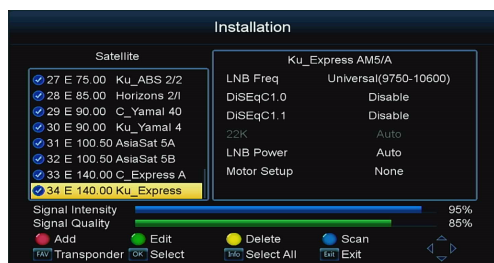 Installation
Satellite
27 E 75.00 Ku_ABS 2/2
28 E 85.00 Horizons 2/I
29 E 90.00 C_Yamal 40
30 E 90.00 Ku_Yamal 4
31 E 100.50 AsiaSat 5A
32 E 100.50 AsiaSat 5B
33 E 140.00 C_Express A
34 E 140.00 Ku_Express
Ku_Express AM5/A
LNB Freq Universal(9750-10600)
DiSEqC1.0 Disable
DiSEqC1.1 Disable
22K Auto
LNB Power Auto
Motor Setup None
Signal Intensity 95%
Signal Quality 85%
Add Edit Delete Scan
FAV Transponder OK Select Info Select All Exit Exit